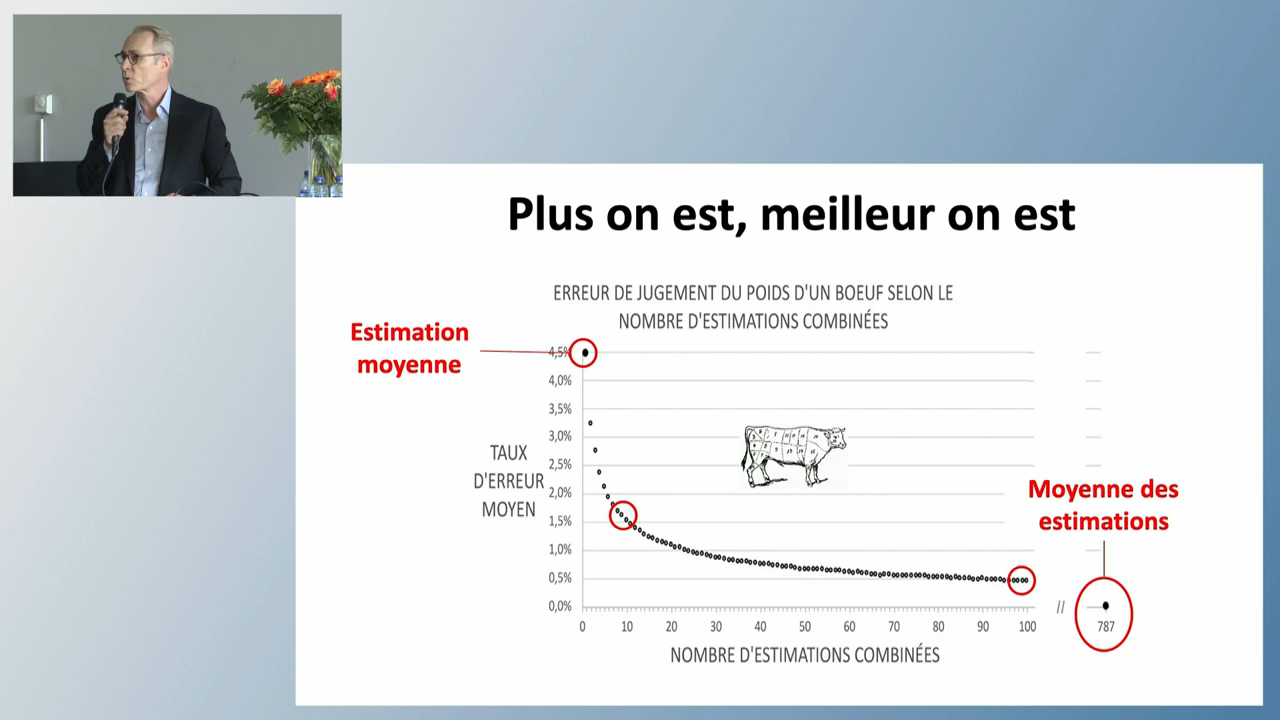 Plus on est, meilleur on est
ERREUR DE JUGEMENT DU POIDS D'UN BOEUF SELON LE
NOMBRE D'ESTIMATIONS COMBINÉES
Estimation
moyenne
4,5%
4,0%
3,5%
3,0%
2,5%
2,0%
1,5%
1,0%
0,5%
0,0%
TAUX
D'ERREUR
MOYEN
Moyenne des
estimations
0 10 20 30 40 50 60 70 80 90 100 // 787
NOMBRE D'ESTIMATIONS COMBINÉES